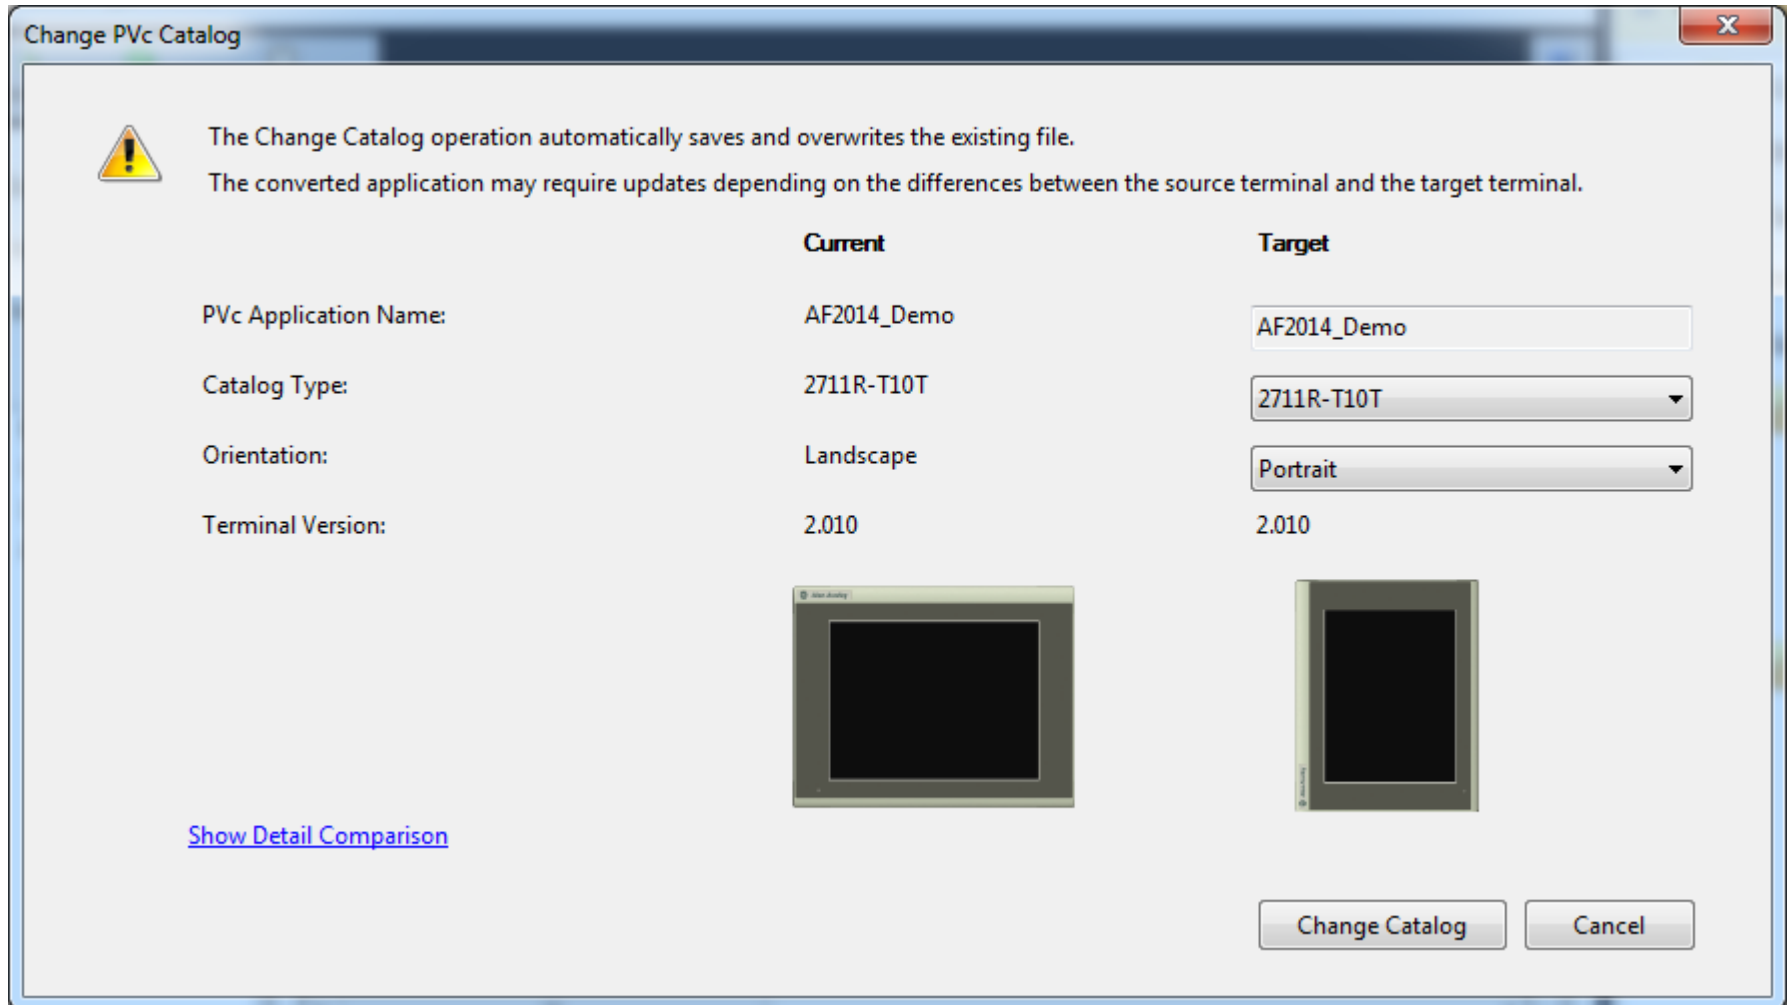 Change PVc Catalog
The Change Catalog operation automatically saves and overwrites the existing file.
The converted application may require updates depending on the differences between the source terminal and the target terminal.
Current Target
PVc Application Name: AF2014_Demo AF2014_Demo
Catalog Type: 2711R-T10T 2711R-T10T
Orientation: Landscape Portrait
Terminal Version: 2.010 2.010
Show Detail Comparison
Change Catalog Cancel